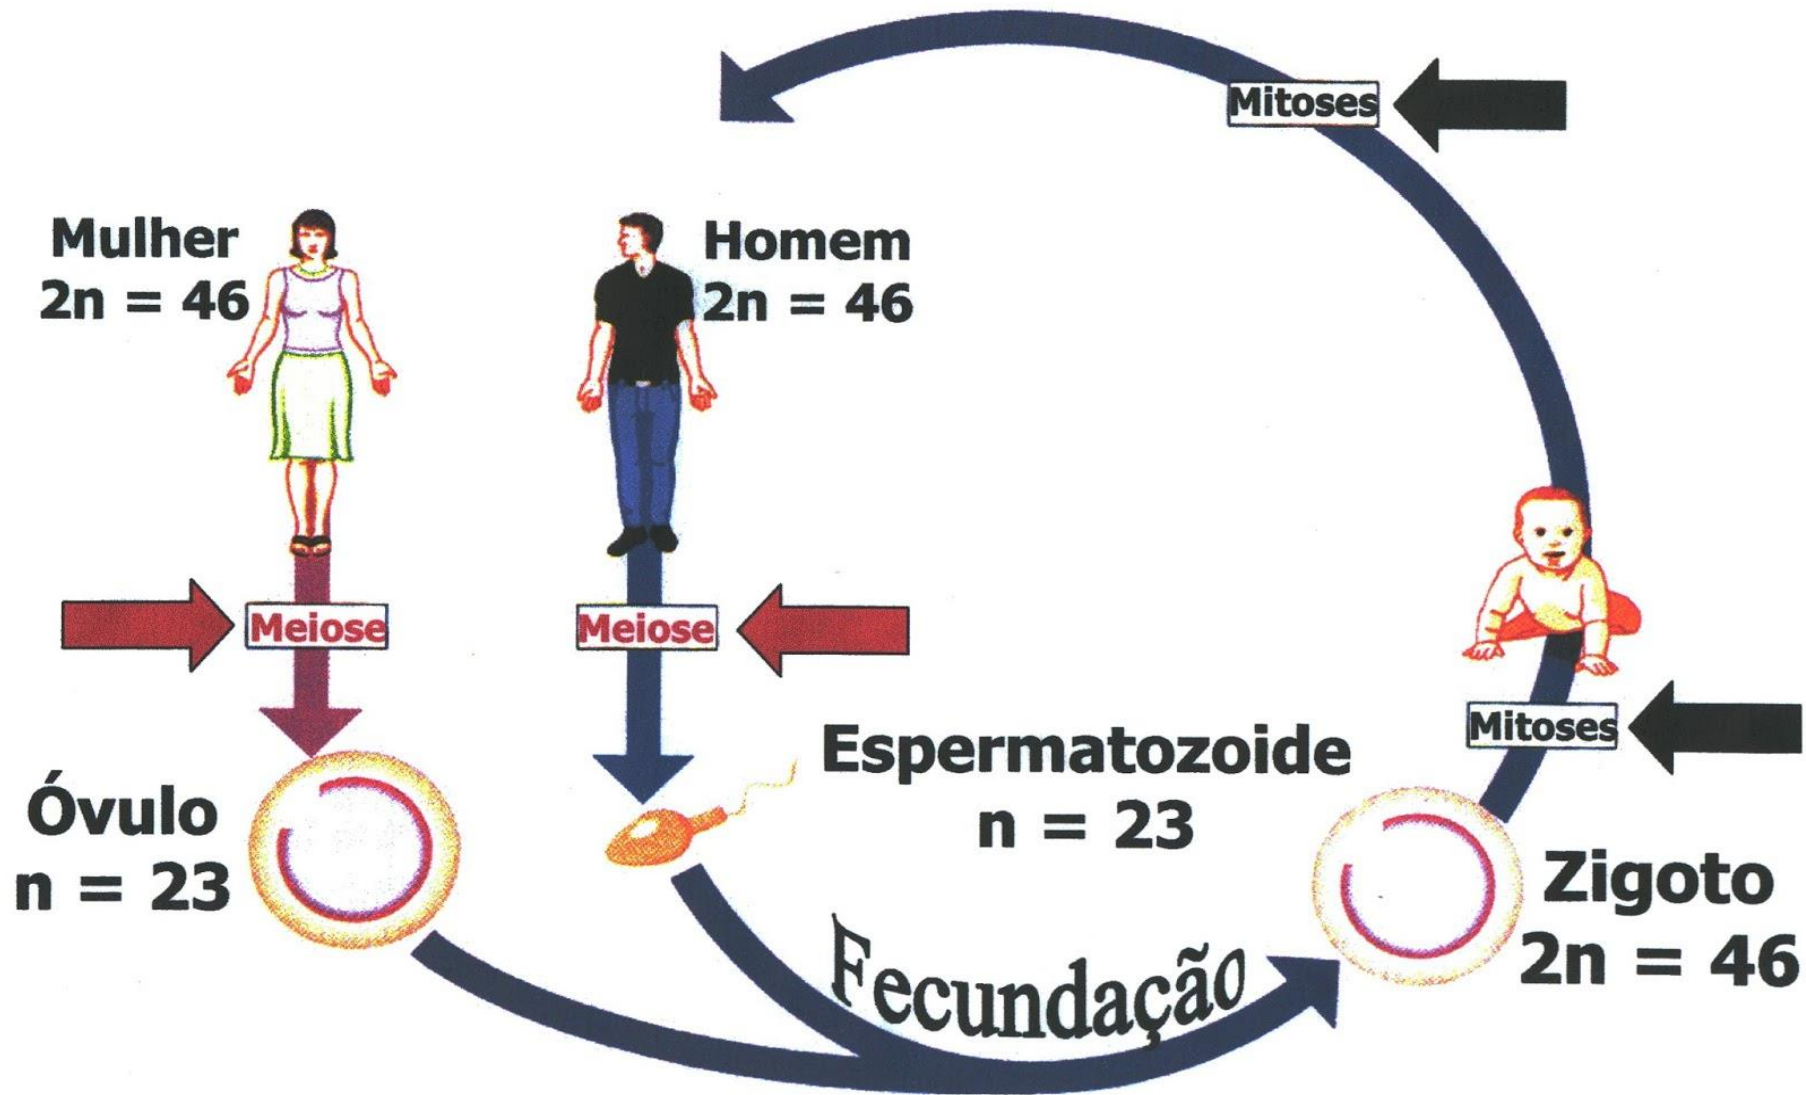 Mitoses
Mulher
2n = 46
Homem
2n = 46
Meiose
Meiose
Mitoses
Óvulo
n = 23
Espermatozoide
n = 23
Zigoto
2n = 46
Fecundação